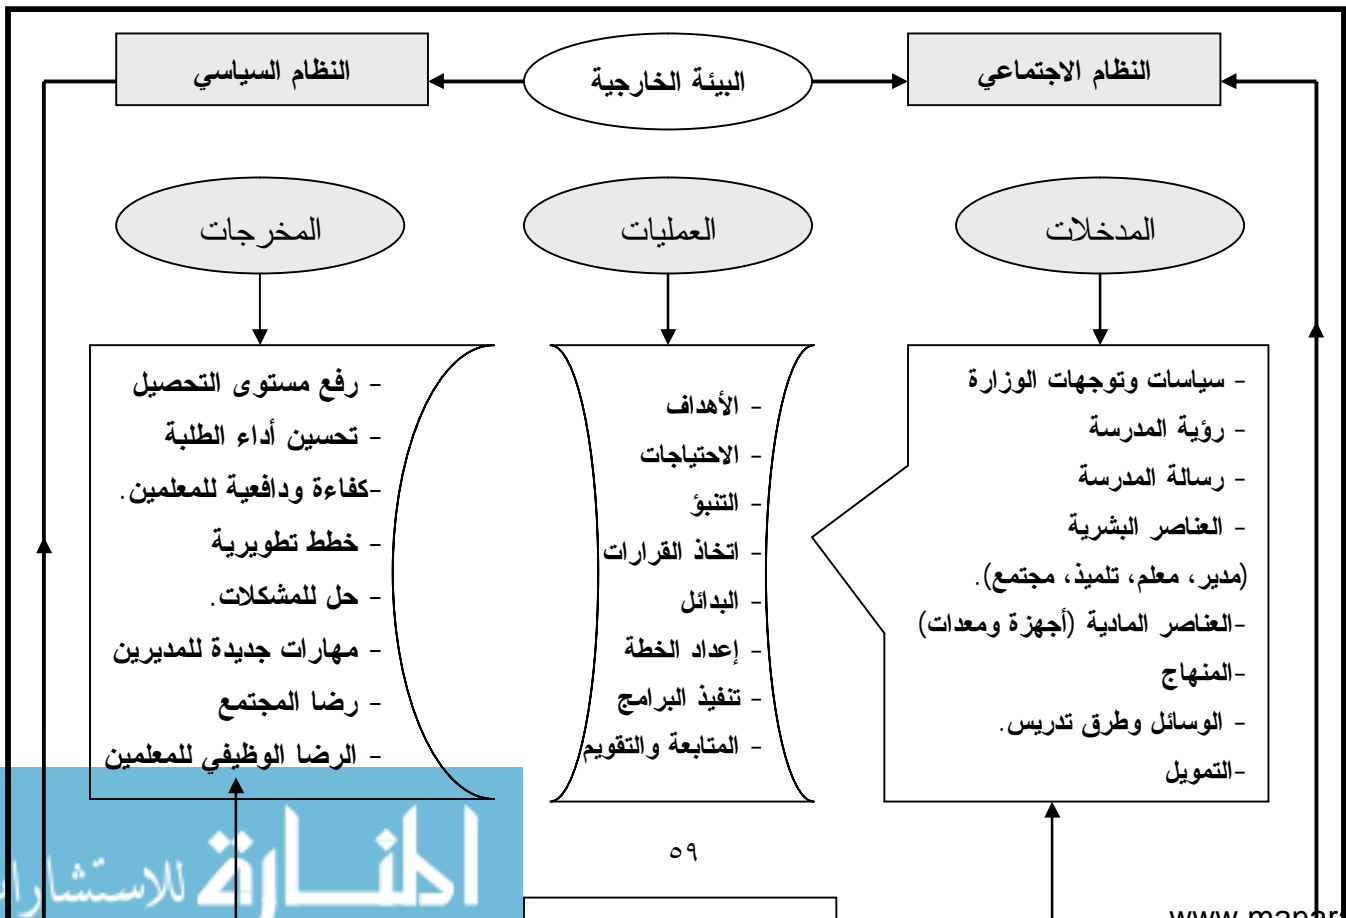 النظام الاجتماعي
البيئة الخارجية
النظام السياسي
المدخلات
العمليات
المخرجات
- سياسات وتوجهات الوزارة
- رؤية المدرسة
- رسالة المدرسة
- العناصر البشرية
(مدير، معلم، تلميذ، مجتمع).
-العناصر المادية (أجهزة ومعدات)
-المنهاج
- الوسائل وطرق تدريس.
-التمويل
- الأهداف
- الاحتياجات
- التنبؤ
- اتخاذ القرارات
- البدائل
- إعداد الخطة
- تنفيذ البرامج
- المتابعة والتقويم
- رفع مستوى التحصيل
- تحسين أداء الطلبة
-كفاءة ودافعية للمعلمين.
- خطط تطويرية
- حل للمشكلات.
- مهارات جديدة للمديرين
- رضا المجتمع
- الرضا الوظيفي للمعلمين
٥٩
المنارة للاستشارات